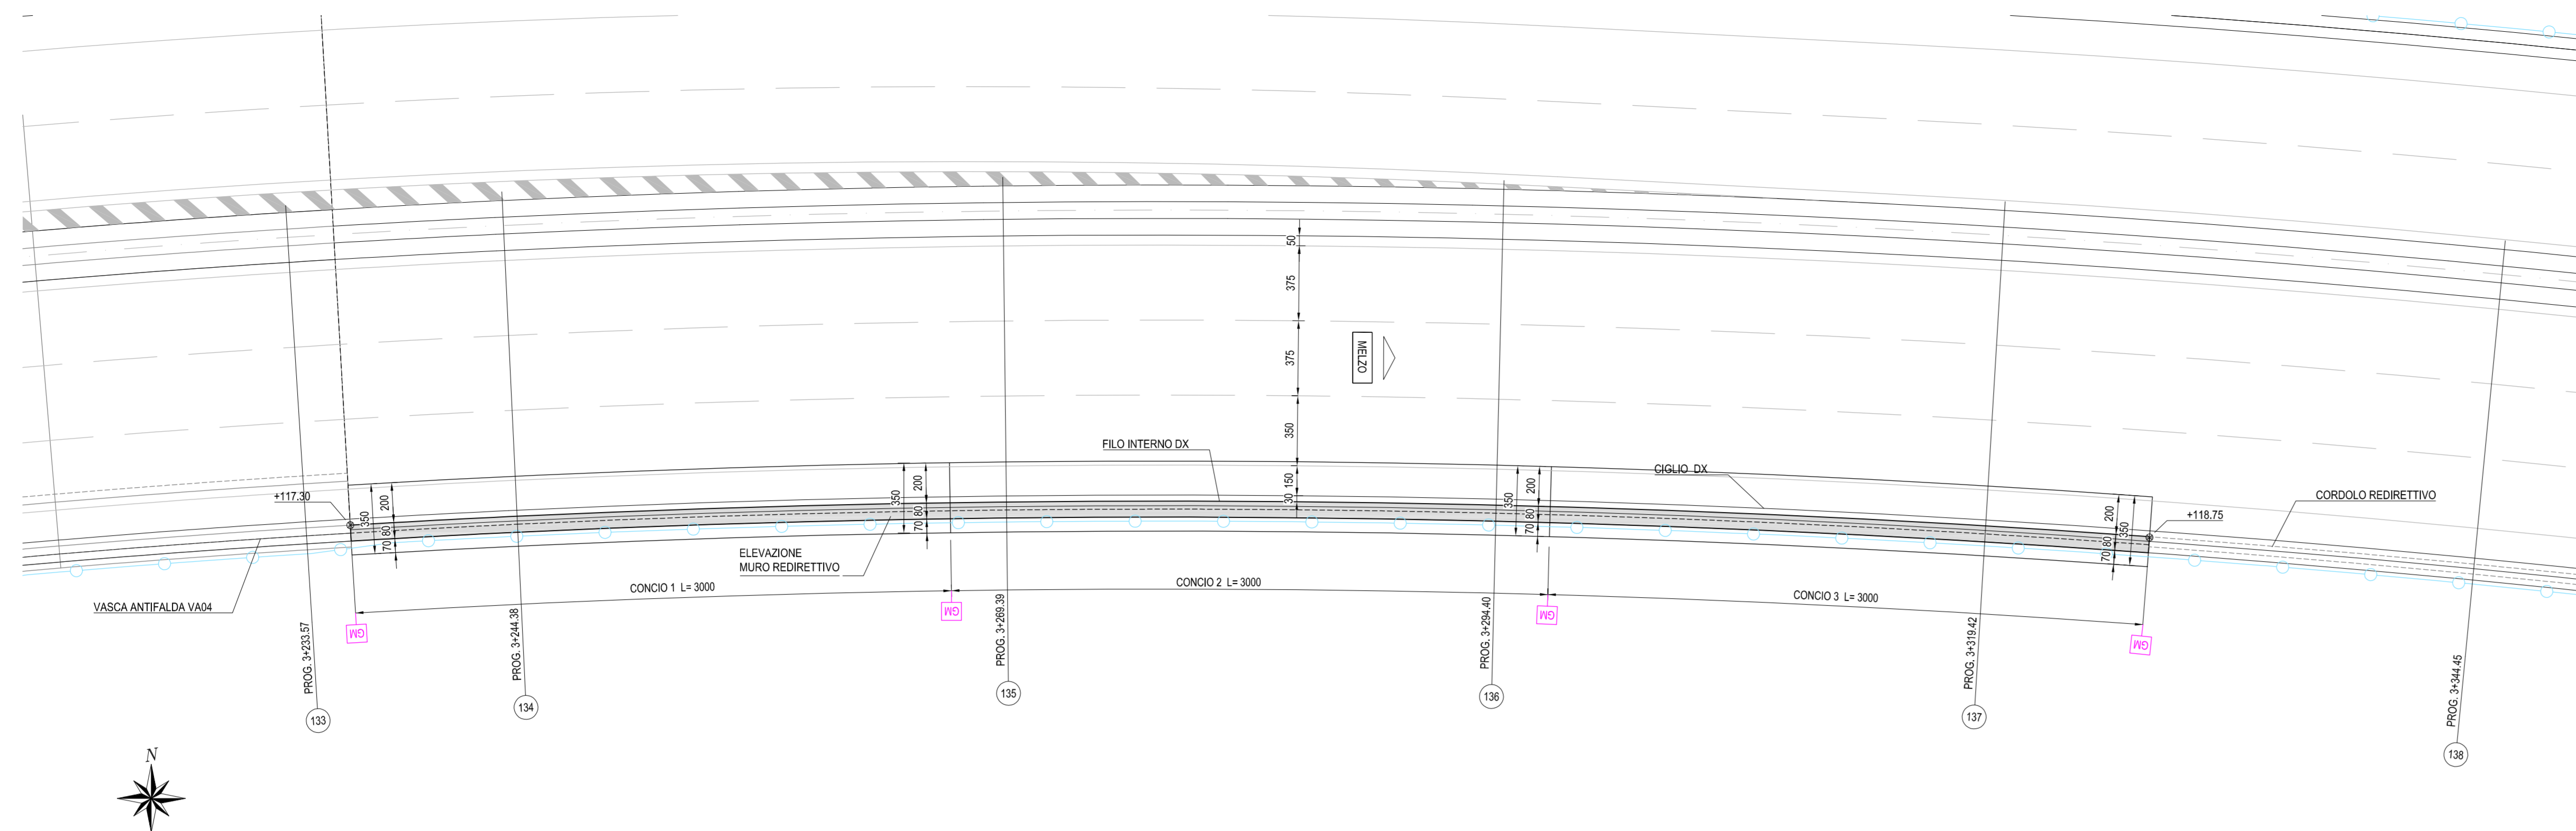 50
375
375
MELZO
350
FILO INTERNO DX
150
30
CIGLIO DX
CORDOLO REDIRETTIVO
+117.30
350
200
80
70
350
200
80
70
350
200
80
70
200
350
80
70
+118.75
ELEVAZIONE
MURO REDIRETTIVO
VASCA ANTIFALDA VA04
CONCIO 1 L= 3000
CONCIO 2 L= 3000
CONCIO 3 L= 3000
GM
GM
GM
GM
PROG. 3+233.57
PROG. 3+244.38
PROG. 3+269.39
PROG. 3+294.40
PROG. 3+319.42
PROG. 3+344.45
133
134
135
136
137
138
N